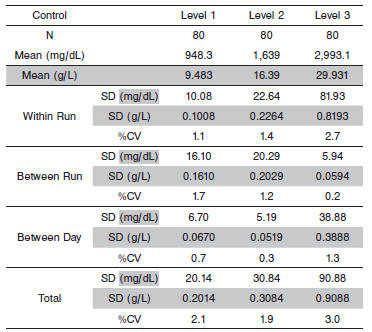 Control Level 1 Level 2 Level 3
N 80 80 80
Mean (mg/dL) 948.3 1,639 2,993.1
Mean (g/L) 9.483 16.39 29.931
SD (mg/dL) 10.08 22.64 81.93
Within Run SD (g/L) 0.1008 0.2264 0.8193
%CV 1.1 1.4 2.7
SD (mg/dL) 16.10 20.29 5.94
Between Run SD (g/L) 0.1610 0.2029 0.0594
%CV 1.7 1.2 0.2
SD (mg/dL) 6.70 5.19 38.88
Between Day SD (g/L) 0.0670 0.0519 0.3888
%CV 0.7 0.3 1.3
SD (mg/dL) 20.14 30.84 90.88
Total SD (g/L) 0.2014 0.3084 0.9088
%CV 2.1 1.9 3.0